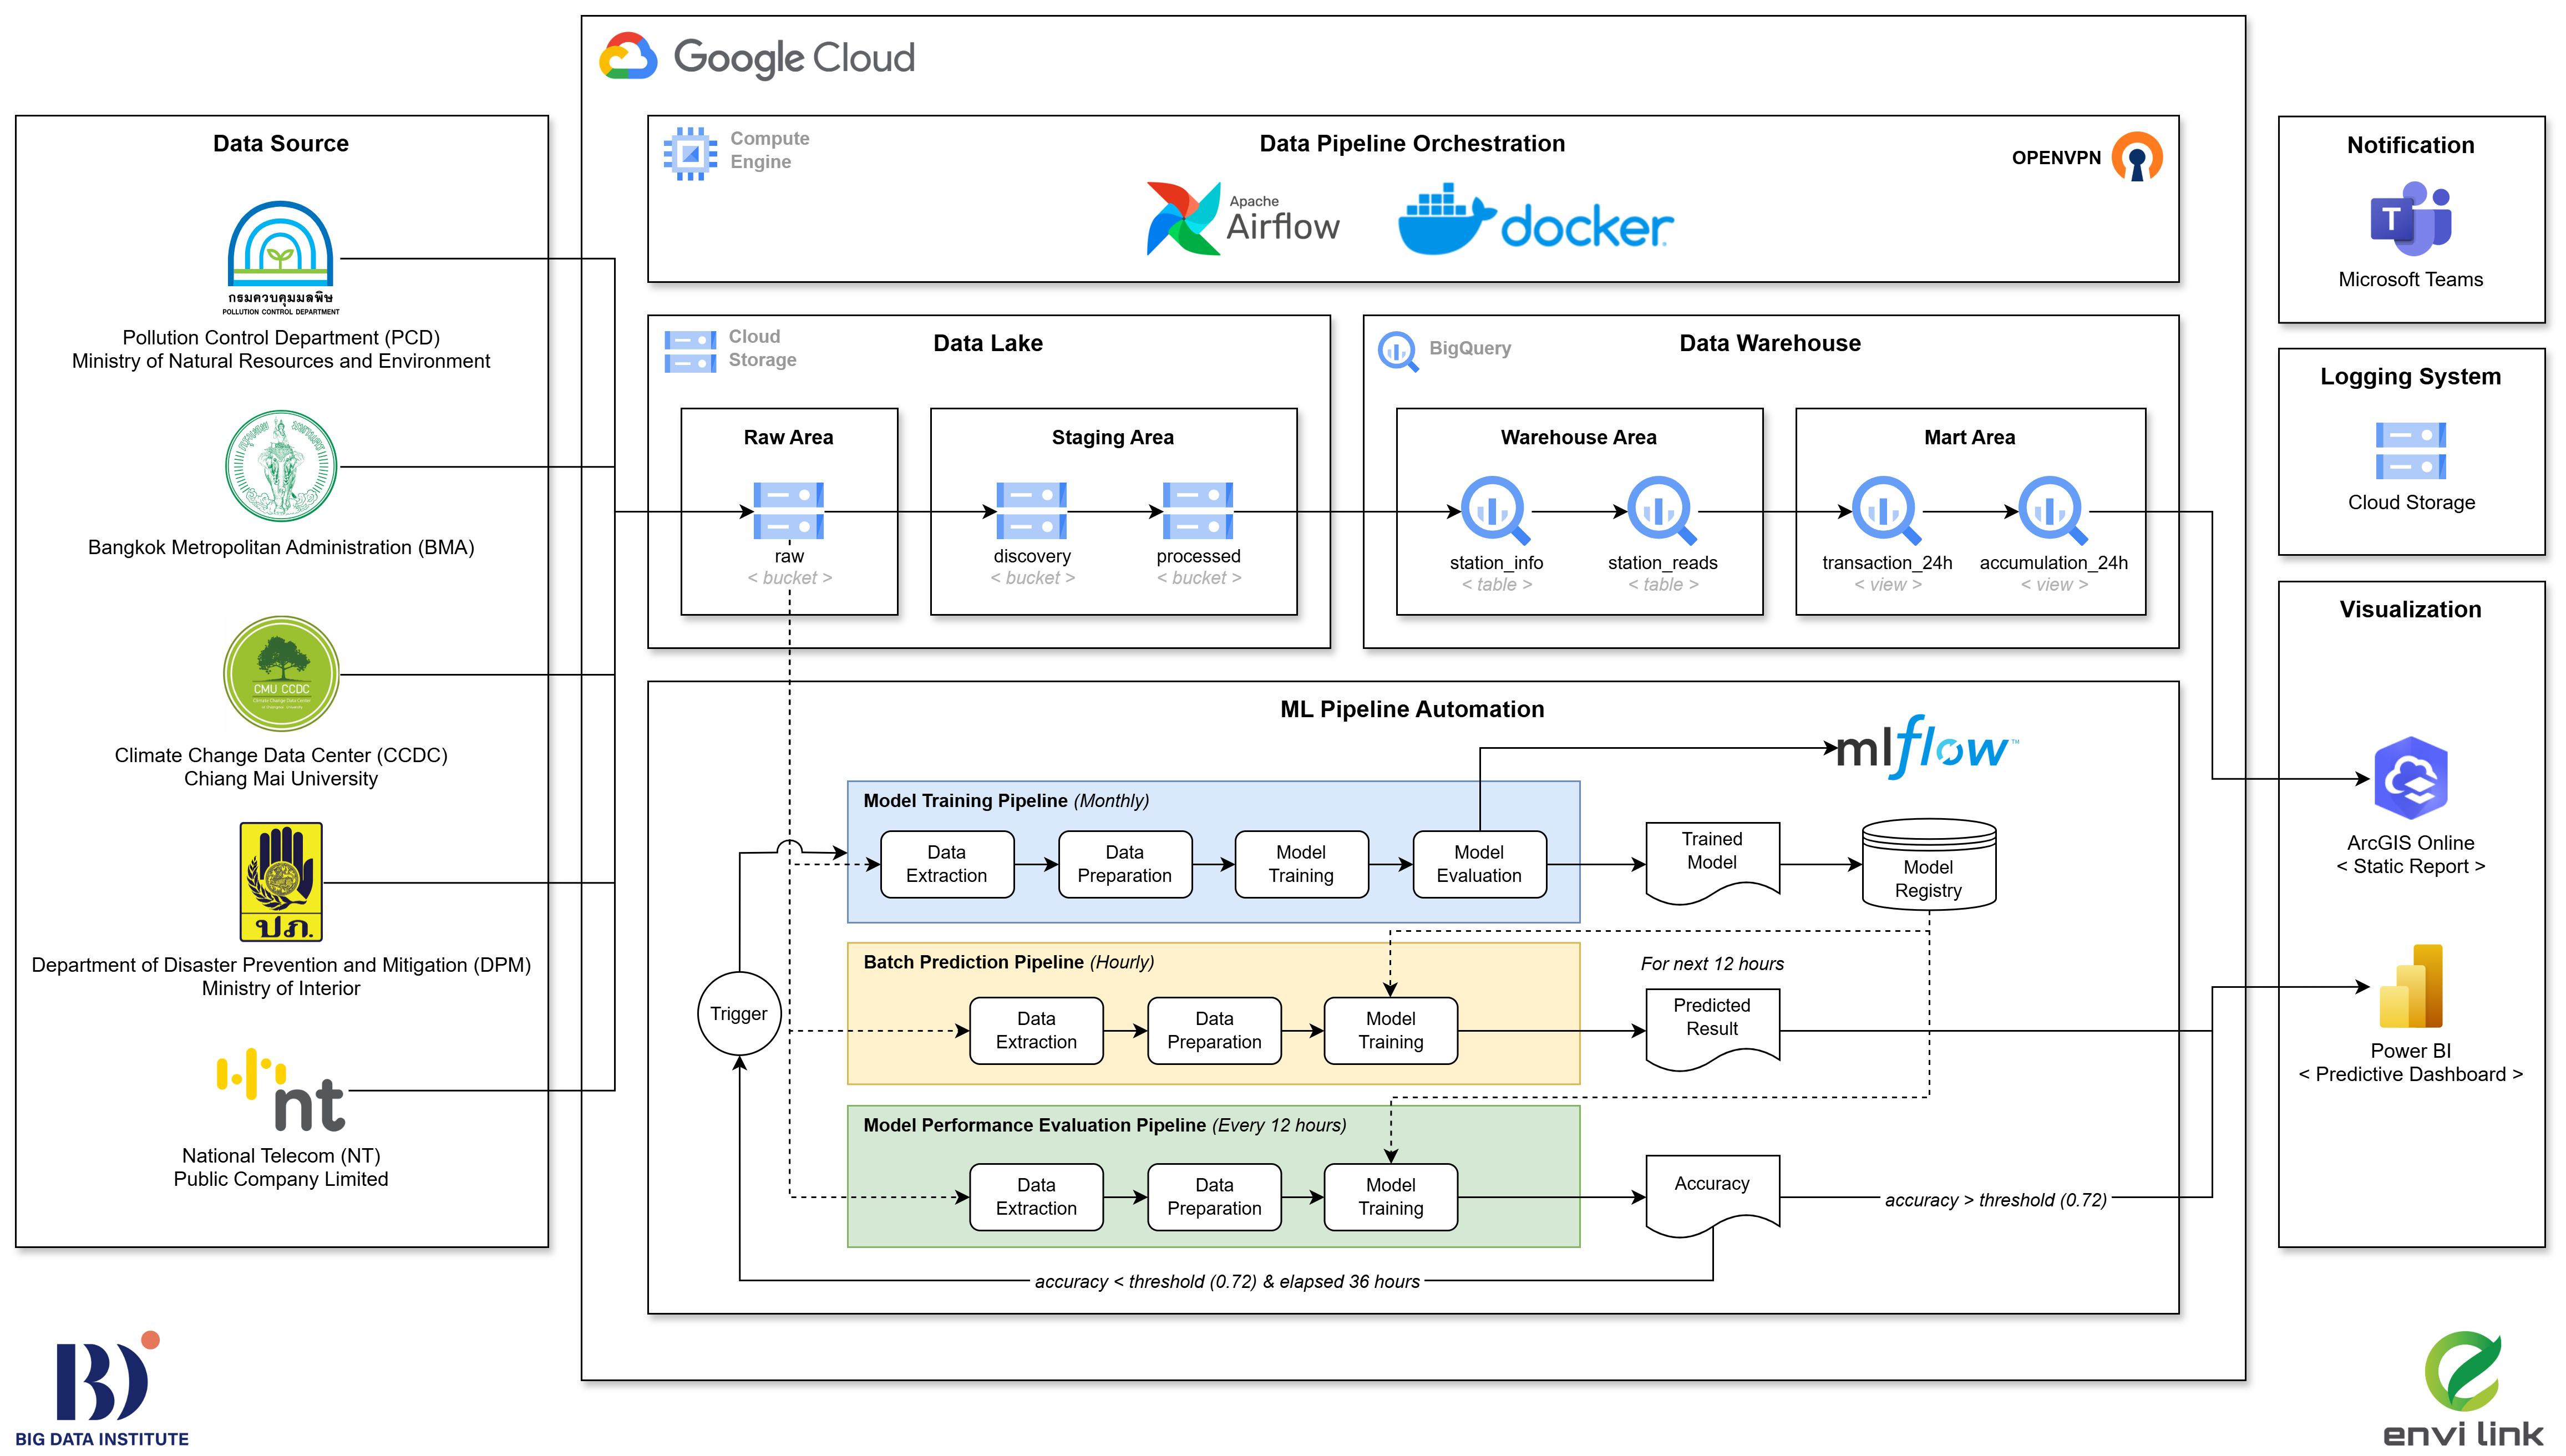 Google Cloud
Data Source
กรมควบคุมมลพิษ
POLLUTION CONTROL DEPARTMENT
Pollution Control Department (PCD)
Ministry of Natural Resources and Environment
Bangkok Metropolitan Administration (BMA)
CMU CCDC
Climate Change Data Center (CCDC)
Chiang Mai University
ปภ.
Department of Disaster Prevention and Mitigation (DPM)
Ministry of Interior
nt
National Telecom (NT)
Public Company Limited
Compute
Engine
Data Pipeline Orchestration
OPENVPN
Apache
Airflow
docker
Cloud
Storage
Data Lake
Raw Area
raw
< bucket >
Staging Area
discovery
< bucket >
processed
< bucket >
BigQuery
Data Warehouse
Warehouse Area
station_info
< table >
station_reads
< table >
Mart Area
transaction_24h
< view >
accumulation_24h
< view >
ML Pipeline Automation
mlflow™
Model Training Pipeline (Monthly)
Data
Extraction
Data
Preparation
Model
Training
Model
Evaluation
Trained
Model
Model
Registry
Trigger
Batch Prediction Pipeline (Hourly)
Data
Extraction
Data
Preparation
Model
Training
For next 12 hours
Predicted
Result
Model Performance Evaluation Pipeline (Every 12 hours)
Data
Extraction
Data
Preparation
Model
Training
Accuracy
accuracy > threshold (0.72)
accuracy < threshold (0.72) & elapsed 36 hours
Notification
T
Microsoft Teams
Logging System
Cloud Storage
Visualization
ArcGIS Online
< Static Report >
Power BI
< Predictive Dashboard >
BIG DATA INSTITUTE
envi link